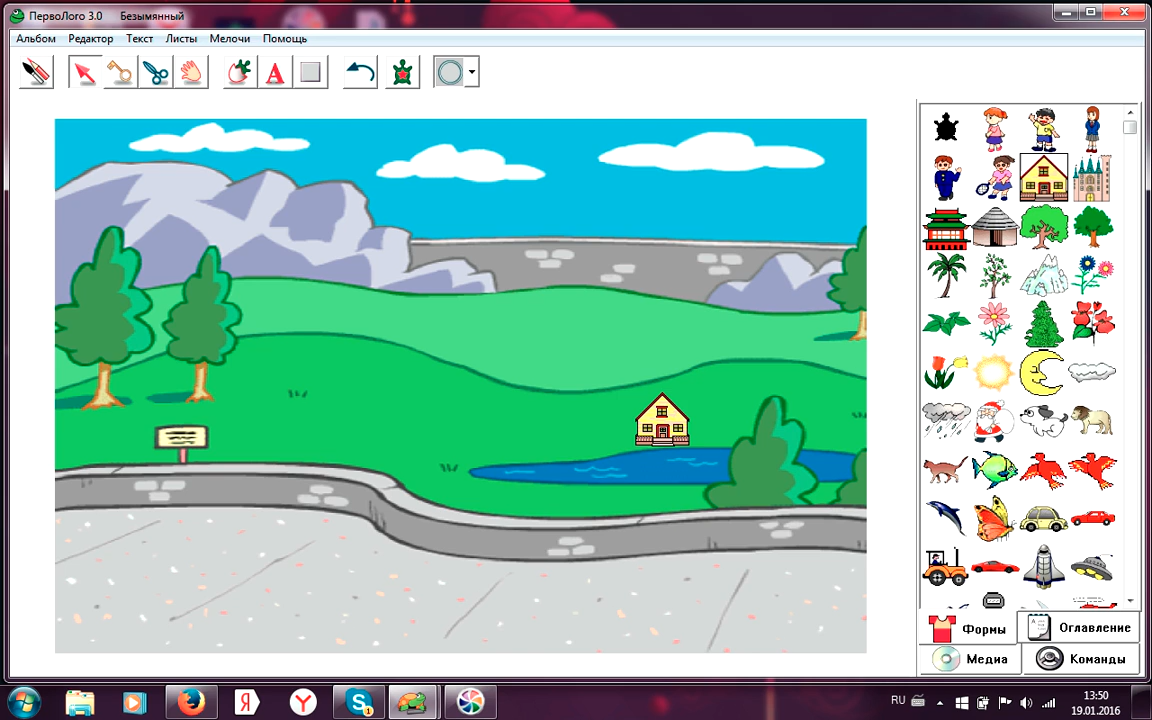 ПервоЛого 3.0 Безымянный
Альбом Редактор Текст Листы Мелочи Помощь
A
Формы
Оглавление
Медиа
Команды
Я
Y
S 1
RU
13:50
19.01.2016